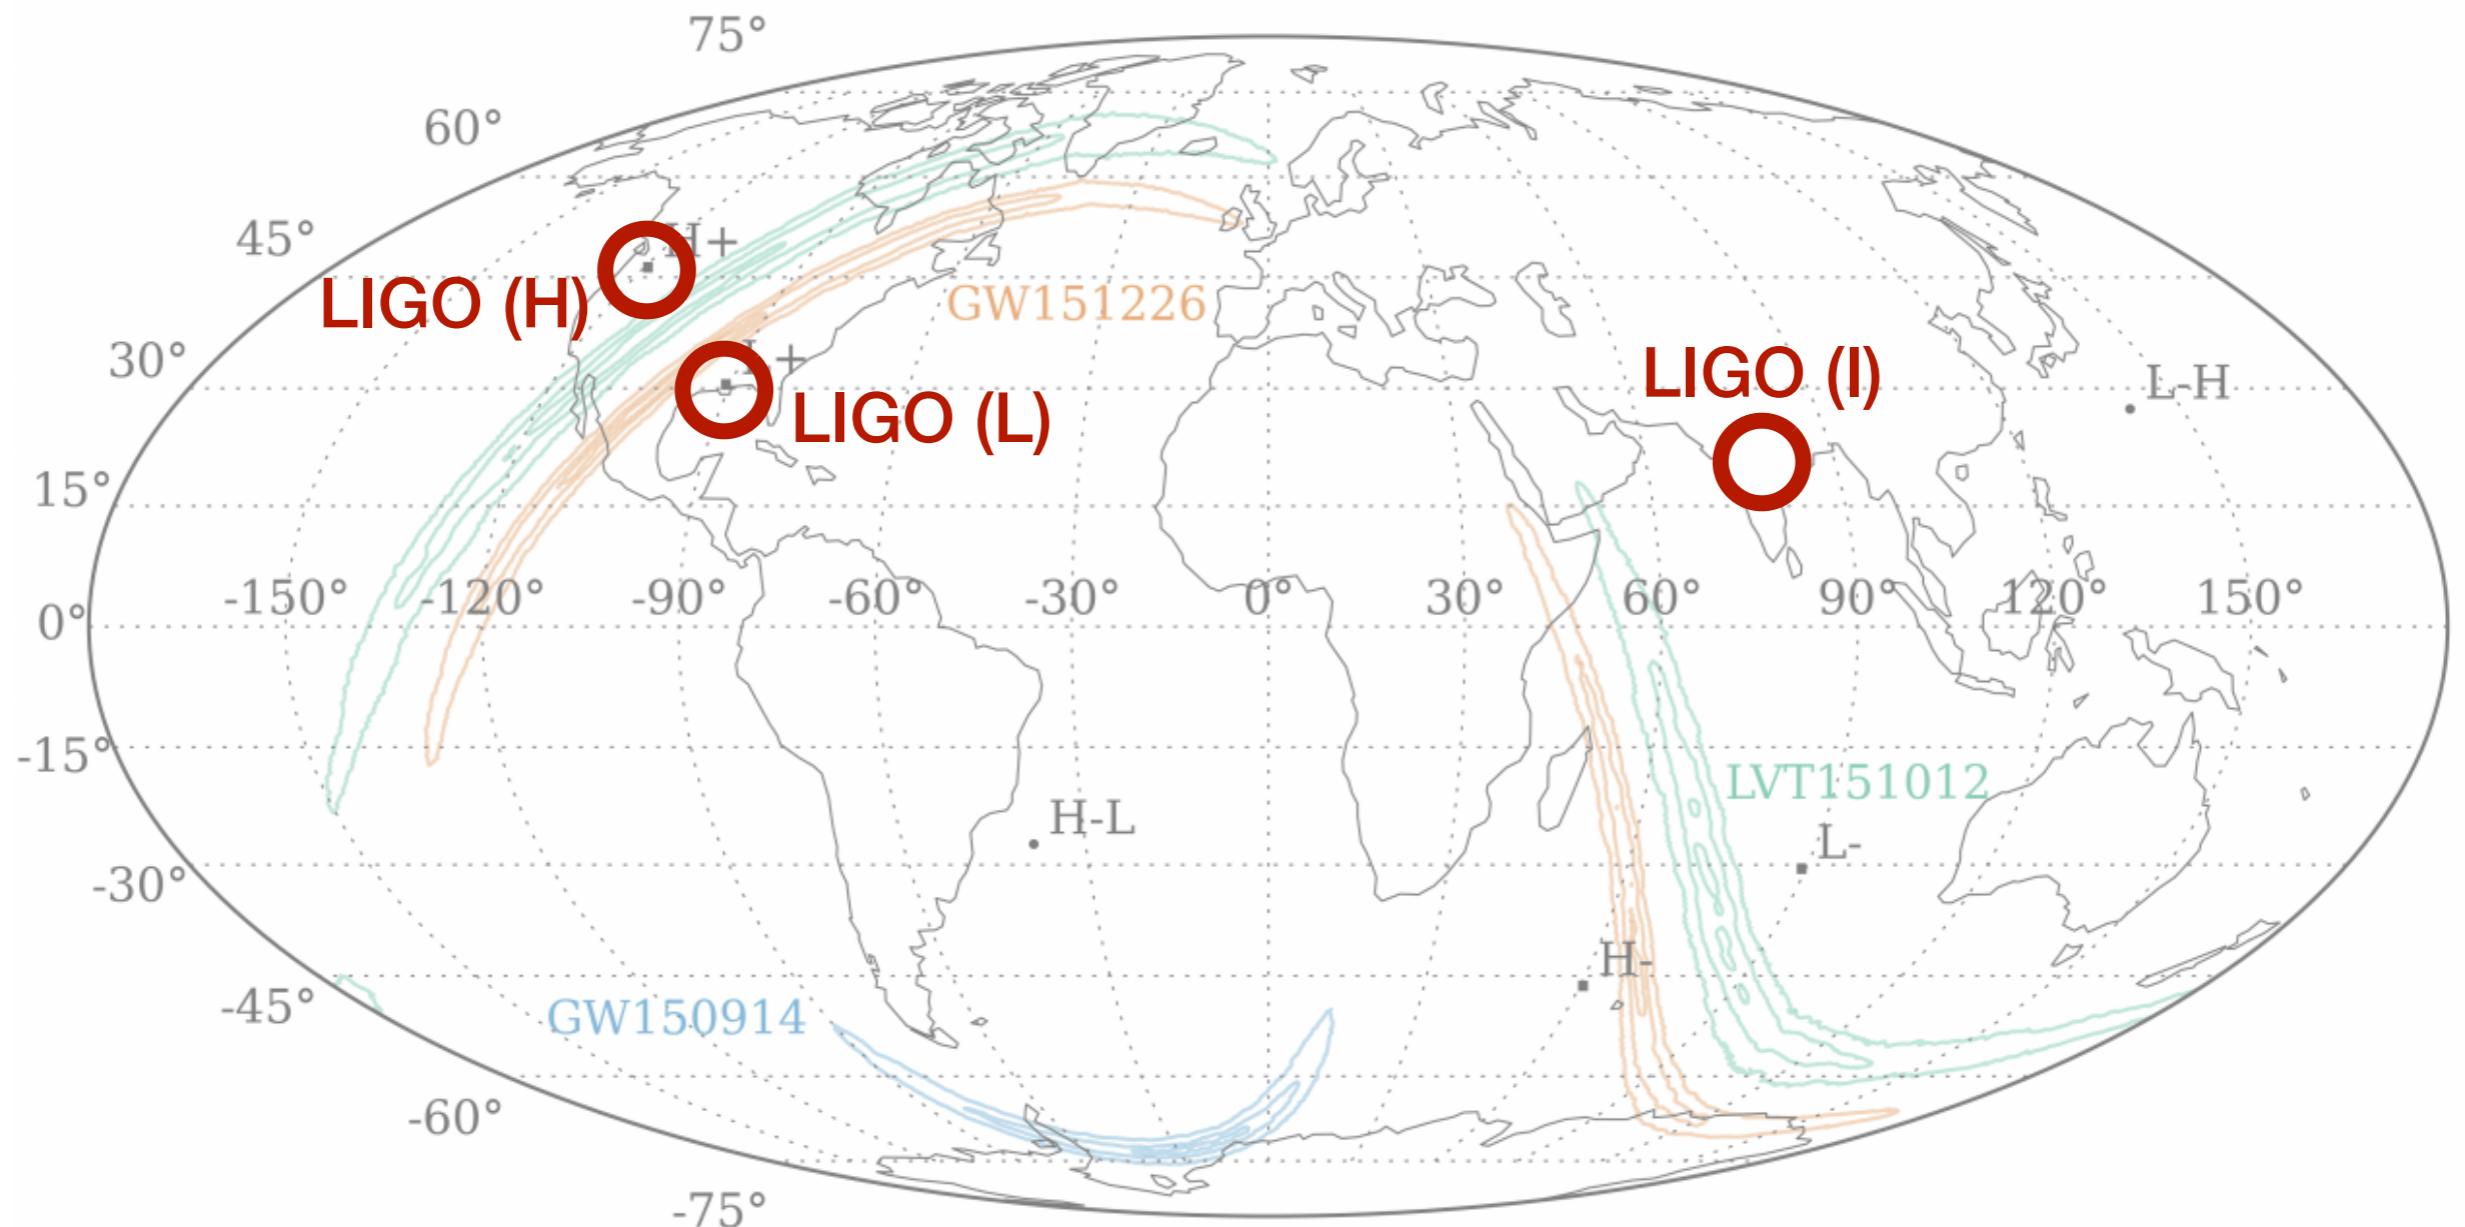 75°
60°
45°
H+
LIGO (H)
GW151226
30°
L+
LIGO (L)
LIGO (I)
L-H
15°
-150° -120° -90° -60° -30° 0° 30° 60° 90° 120° 150°
0°
-15°
LVT151012
H-L
L-
-30°
H-
-45°
GW150914
-60°
-75°